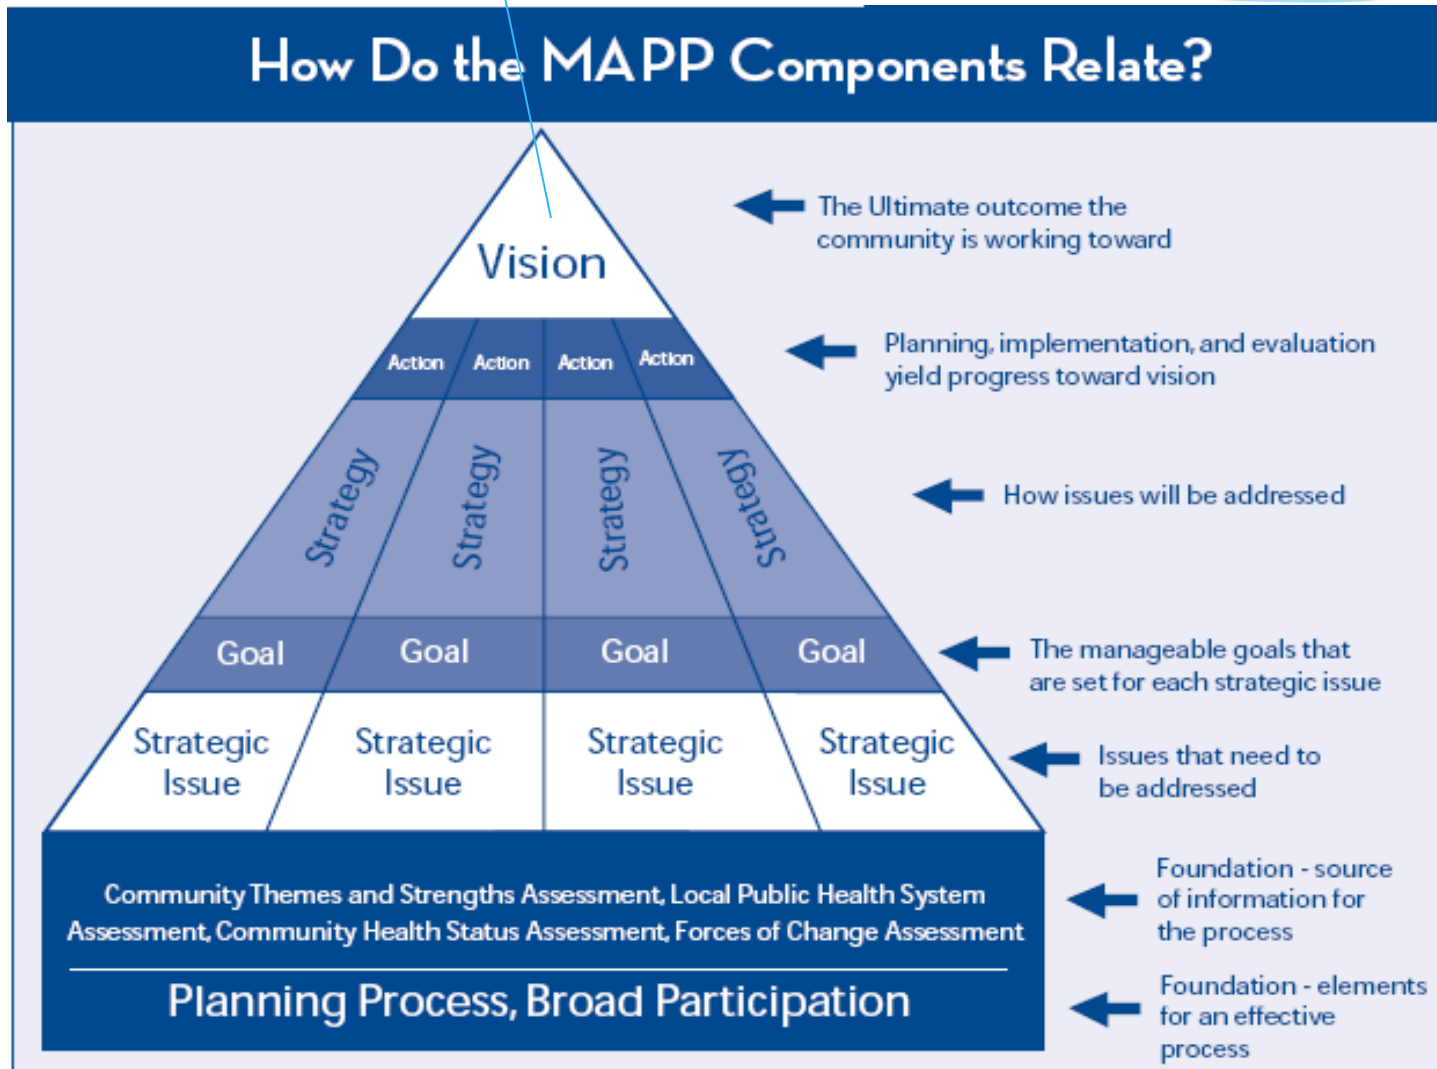 How Do the MAPP Components Relate?
Vision
The Ultimate outcome the
community is working toward
Action Action Action Action
Planning, implementation, and evaluation
yield progress toward vision
Strategy Strategy Strategy Strategy
How issues will be addressed
Goal Goal Goal Goal
The manageable goals that
are set for each strategic issue
Strategic Issue
Strategic Issue
Strategic Issue
Strategic Issue
Issues that need to
be addressed
Community Themes and Strengths Assessment, Local Public Health System
Assessment, Community Health Status Assessment, Forces of Change Assessment
Foundation - source
of information for
the process
Planning Process, Broad Participation
Foundation - elements
for an effective
process